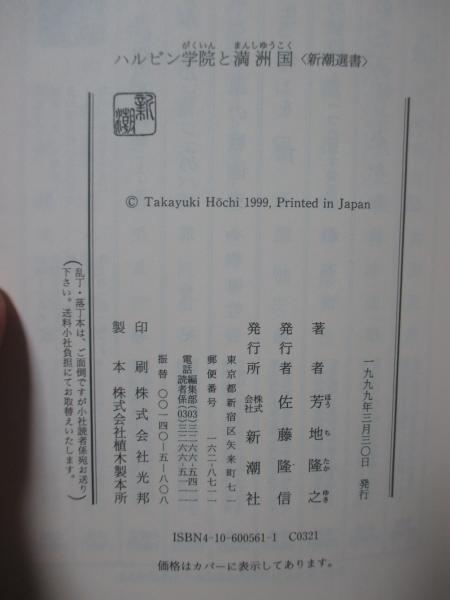 ハルビン学院と満洲国〈新潮選書〉
がくいん まんしゅうこく
新潮
© Takayuki Hōchi 1999, Printed in Japan
一九九九年三月三〇日 発行
著者 芳地隆之
ほう ち たか ゆき
発行者 佐藤隆信
発行所 株式会社 新潮社
東京都新宿区矢来町七一
郵便番号 一六二-八七一一
電話 編集部(03)三二六六-五四一一
読者係(03)三二六六-五一一一
振替 〇〇一四〇-五-八〇八
印刷 株式会社光邦
製本 株式会社植木製本所
(乱丁・落丁本は、ご面倒ですが小社読者係宛お送り
下さい。送料小社負担にてお取替えいたします。)
ISBN4-10-600561-1 C0321
価格はカバーに表示してあります。